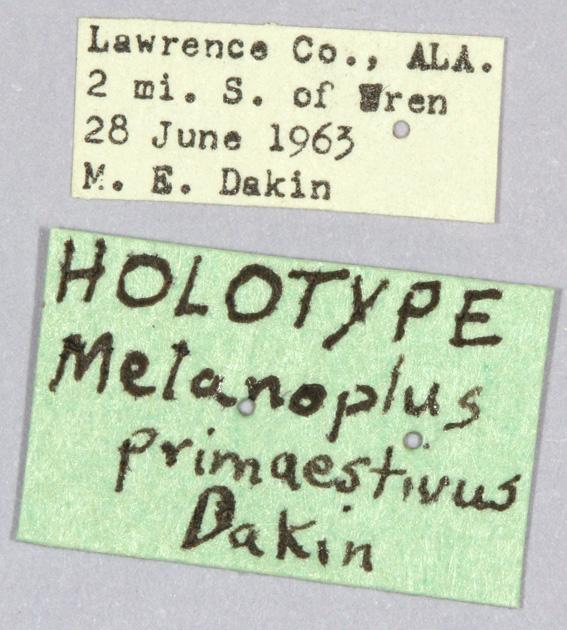 Lawrence Co., ALA.
2 mi. S. of Wren
28 June 1963
M. E. Dakin
HOLOTYPE
Melanoplus
primaestivus
Dakin